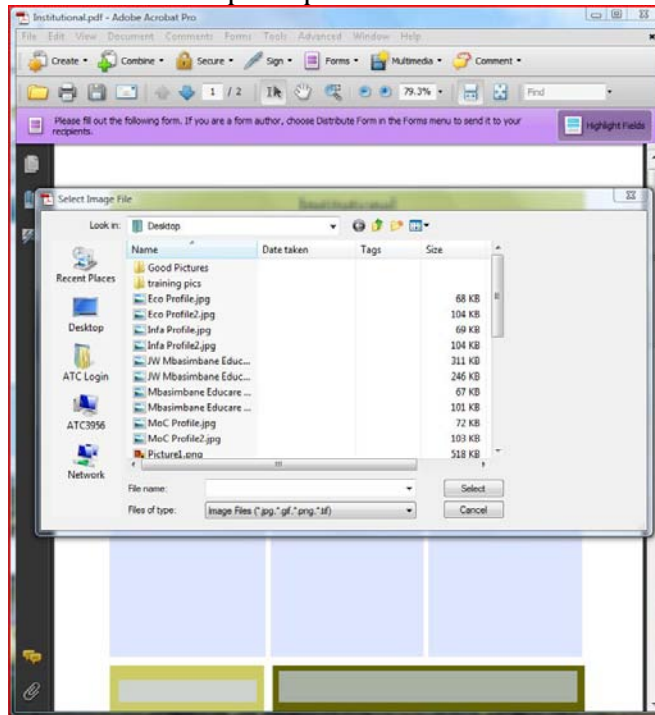 Institutional.pdf - Adobe Acrobat Pro
File Edit View Document Comments Forms Tools Advanced Window Help
Create Combine Secure Sign Forms Multimedia Comment
1 / 2 79.3% Find
Please fill out the following form. If you are a form author, choose Distribute Form in the Forms menu to send it to your
recipients.
Highlight Fields
Select Image File
Look in: Desktop
Name Date taken Tags Size
Recent Places
Desktop
ATC Login
ATC3956
Network
Good Pictures
training pics
Eco Profile.jpg 68 KB
Eco Profile2.jpg 104 KB
Infa Profile.jpg 69 KB
Infa Profile2.jpg 104 KB
JW Mbasimbane Educ... 311 KB
JW Mbasimbane Educ... 246 KB
Mbasimbane Educare ... 67 KB
Mbasimbane Educare ... 101 KB
MoC Profile.jpg 72 KB
MoC Profile2.jpg 103 KB
Picture1.png 518 KB
File name: Select
Files of type: Image Files (*.jpg,*.gif,*.png,*.tif) Cancel